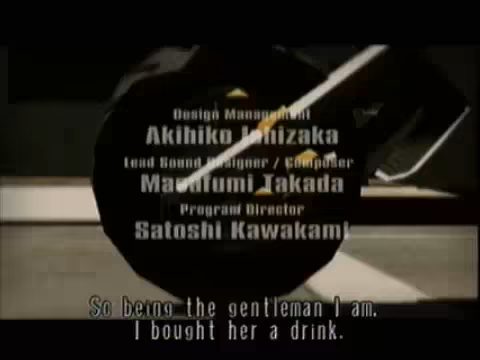 Design Management
Akihiko Ishizaka
Lead Sound Designer / Composer
Masafumi Takada
Program Director
Satoshi Kawakami
So being the gentleman I am.
I bought her a drink.